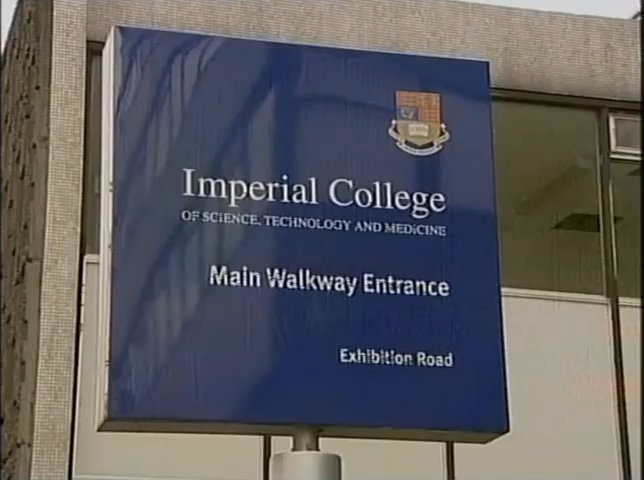 Imperial College
OF SCIENCE, TECHNOLOGY AND MEDICINE
Main Walkway Entrance
Exhibition Road